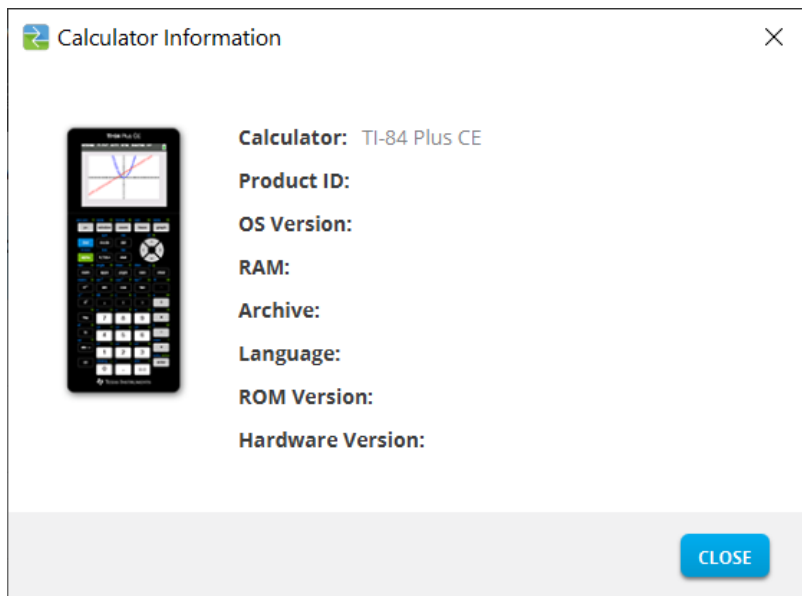 Calculator Information
Calculator: TI-84 Plus CE
Product ID:
OS Version:
RAM:
Archive:
Language:
ROM Version:
Hardware Version:
CLOSE